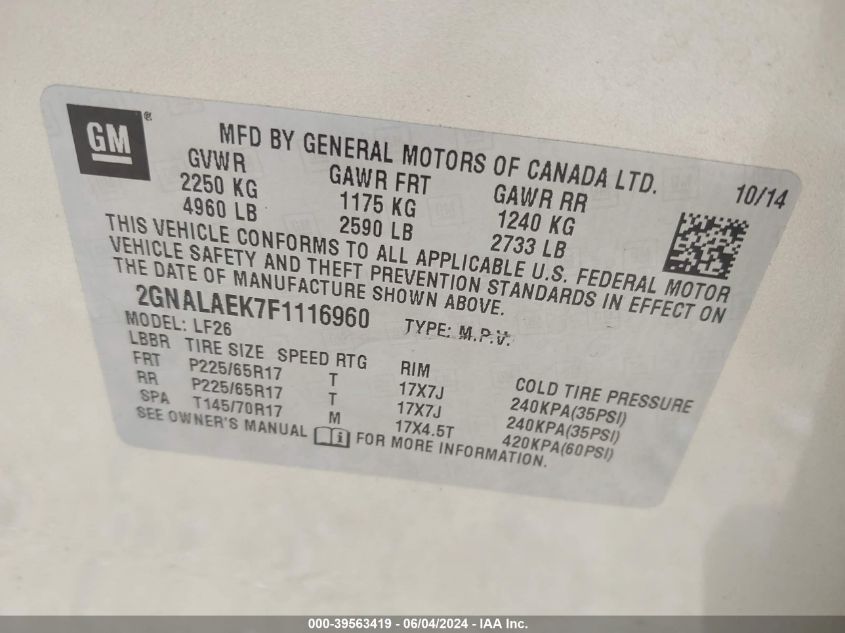 GM ®
MFD BY GENERAL MOTORS OF CANADA LTD.
10/14
GVWR GAWR FRT GAWR RR
2250 KG 1175 KG 1240 KG
4960 LB 2590 LB 2733 LB
THIS VEHICLE CONFORMS TO ALL APPLICABLE U.S. FEDERAL MOTOR
VEHICLE SAFETY AND THEFT PREVENTION STANDARDS IN EFFECT ON
THE DATE OF MANUFACTURE SHOWN ABOVE.
2GNALAEK7F1116960 TYPE: M.P.V.
MODEL: LF26
LBBR TIRE SIZE SPEED RTG RIM COLD TIRE PRESSURE
FRT P225/65R17 T 17X7J 240KPA(35PSI)
RR P225/65R17 T 17X7J 240KPA(35PSI)
SPA T145/70R17 M 17X4.5T 420KPA(60PSI)
SEE OWNER'S MANUAL FOR MORE INFORMATION.
000-39563419 - 06/04/2024 - IAA Inc.